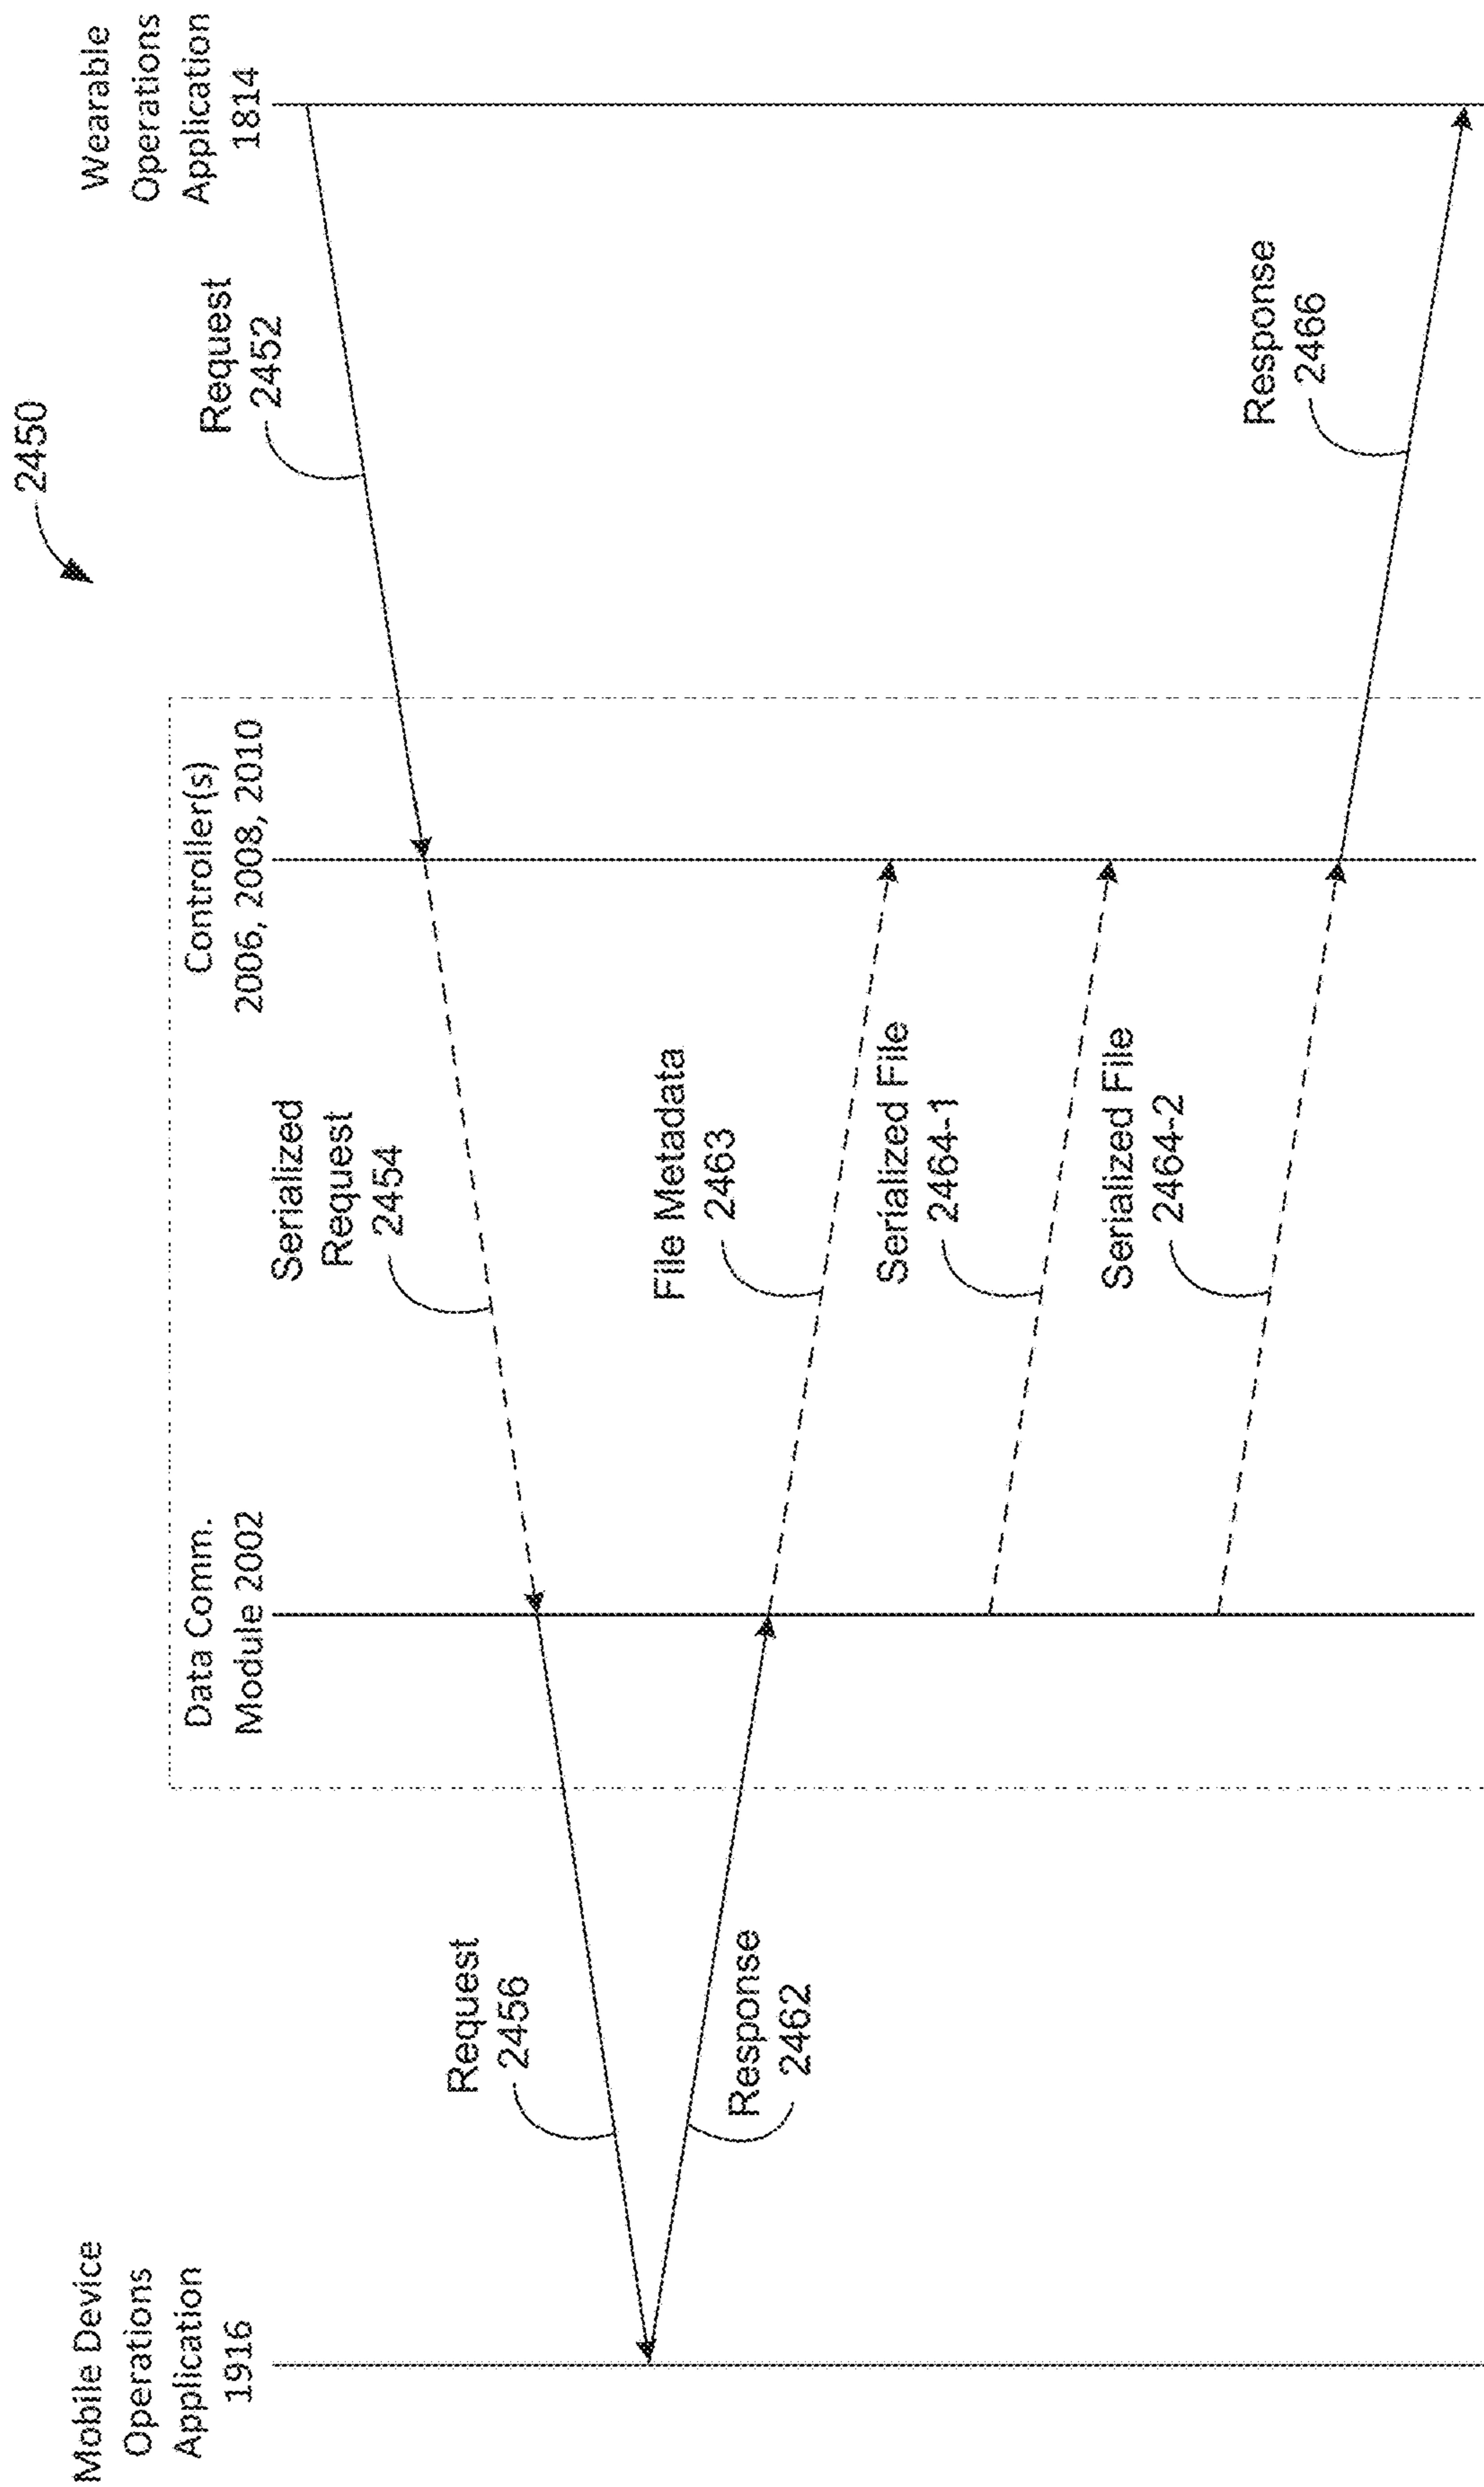 2450
Mobile Device
Operations
Application
1916
Data Comm.
Module 2002
Controller(s)
2006, 2008, 2010
Wearable
Operations
Application
1814
Request
2452
Serialized
Request
2454
Request
2456
Response
2462
File Metadata
2463
Serialized File
2464-1
Serialized File
2464-2
Response
2466